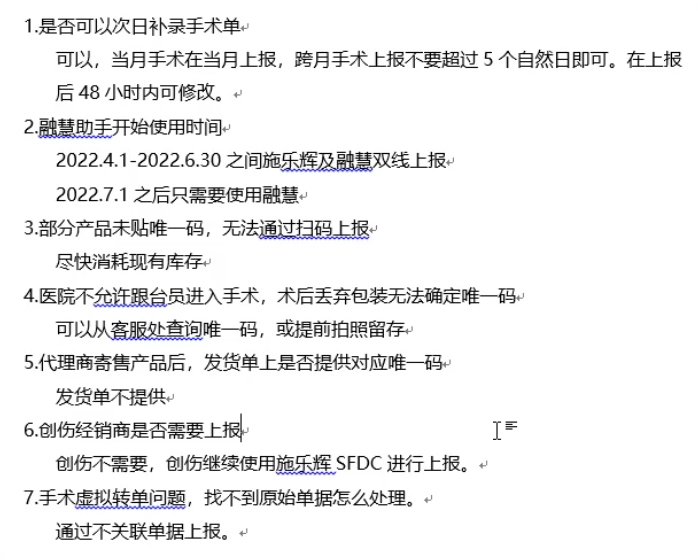 1.是否可以次日补录手术单
可以，当月手术在当月上报，跨月手术上报不要超过 5 个自然日即可。在上报
后 48 小时内可修改。
2.融慧助手开始使用时间
2022.4.1-2022.6.30 之间施乐辉及融慧双线上报
2022.7.1 之后只需要使用融慧
3.部分产品未贴唯一码，无法通过扫码上报
尽快消耗现有库存
4.医院不允许跟台员进入手术，术后丢弃包装无法确定唯一码
可以从客服处查询唯一码，或提前拍照留存
5.代理商寄售产品后，发货单上是否提供对应唯一码
发货单不提供
6.创伤经销商是否需要上报
创伤不需要，创伤继续使用施乐辉 SFDC 进行上报。
7.手术虚拟转单问题，找不到原始单据怎么处理。
通过不关联单据上报。